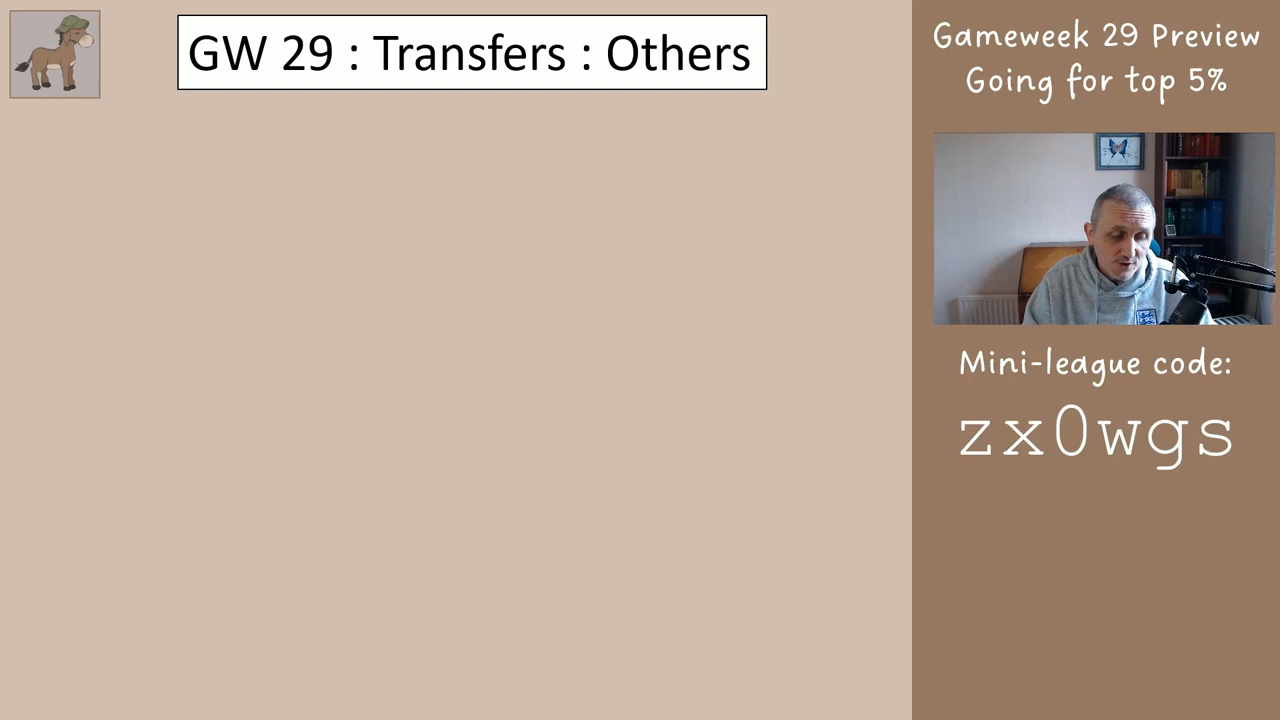 GW 29 : Transfers : Others
Gameweek 29 Preview
Going for top 5%
Mini-league code:
zx0wgs